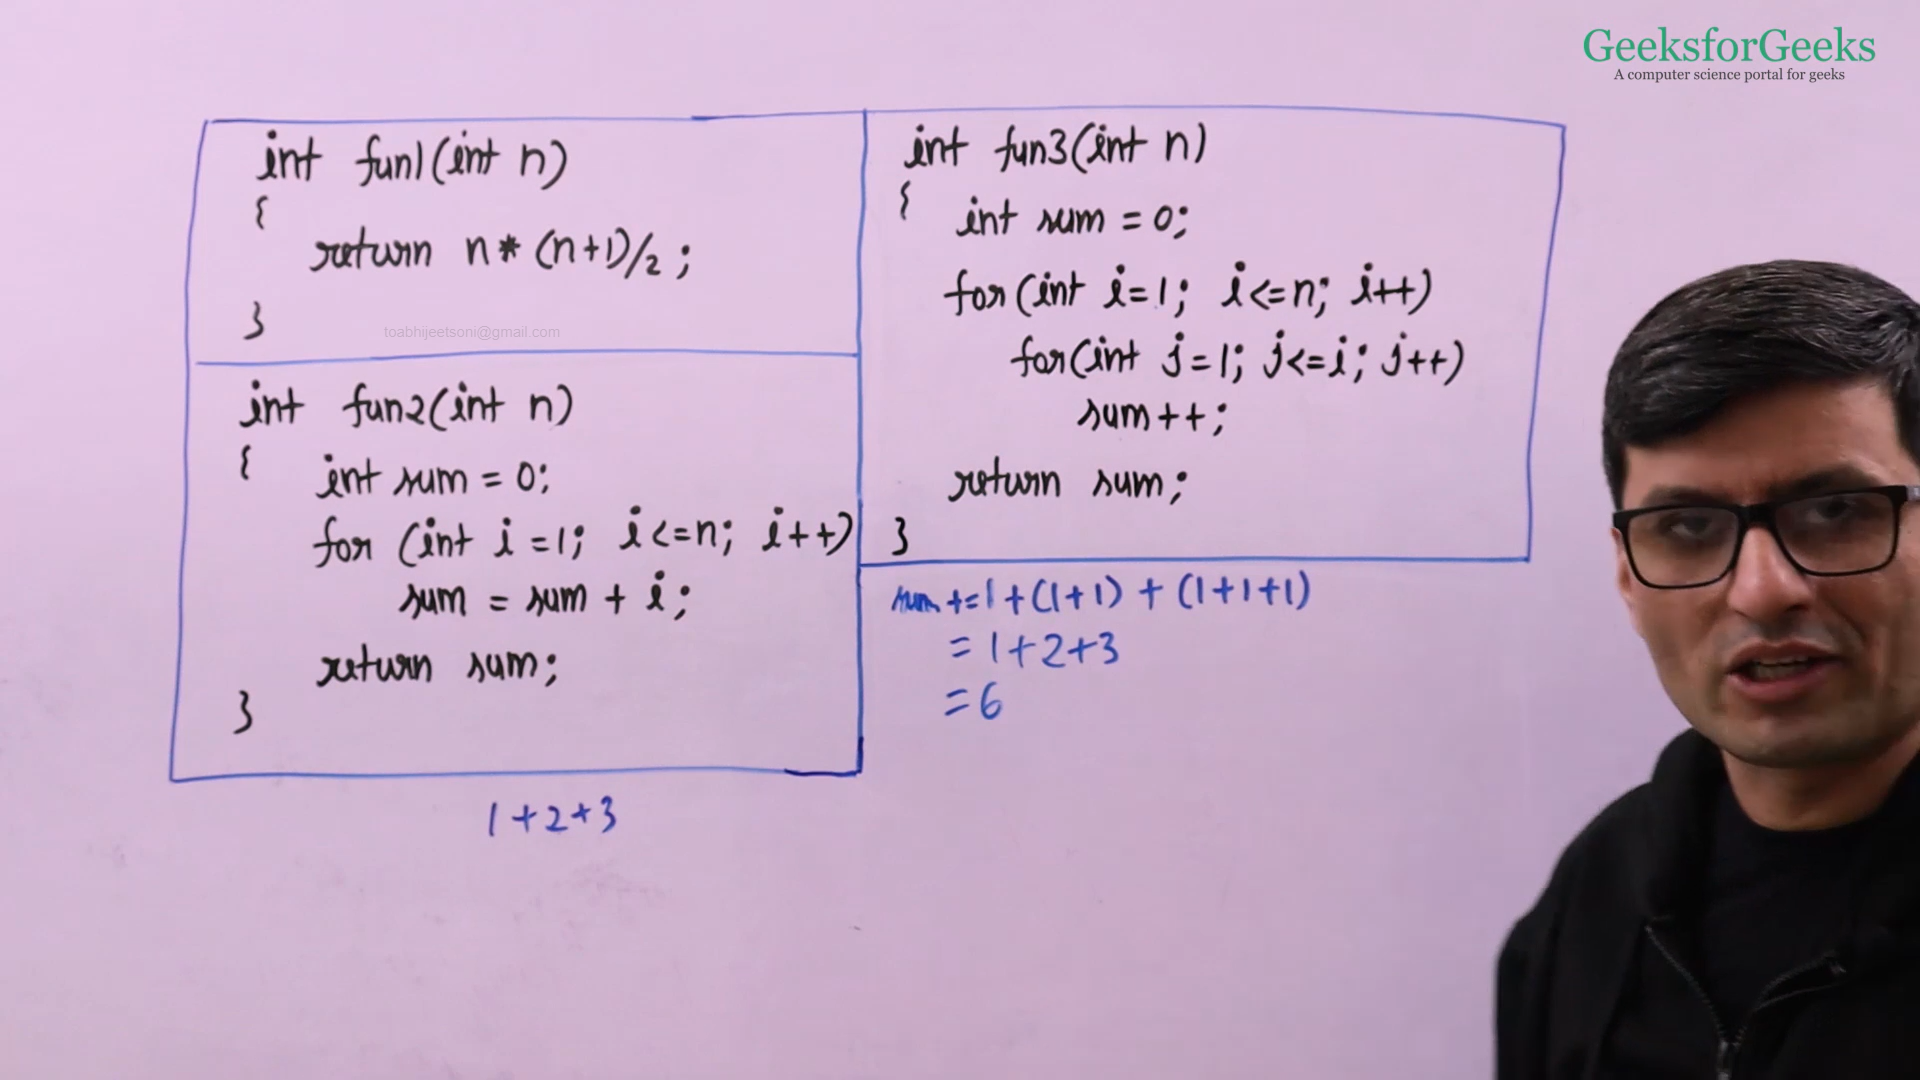 GeeksforGeeks
A computer science portal for geeks
int fun1(int n)
{
return n * (n+1)/2 ;
}
toabhijeetsoni@gmail.com
int fun2(int n)
{ int sum = 0;
for (int i = 1; i <= n; i++)
sum = sum + i ;
return sum;
}
1+2+3
int fun3(int n)
{ int sum = 0;
for (int i = 1; i <= n; i++)
for (int j = 1; j <= i; j++)
sum ++ ;
return sum ;
}
sum += 1 + (1+1) + (1+1+1)
= 1+2+3
= 6